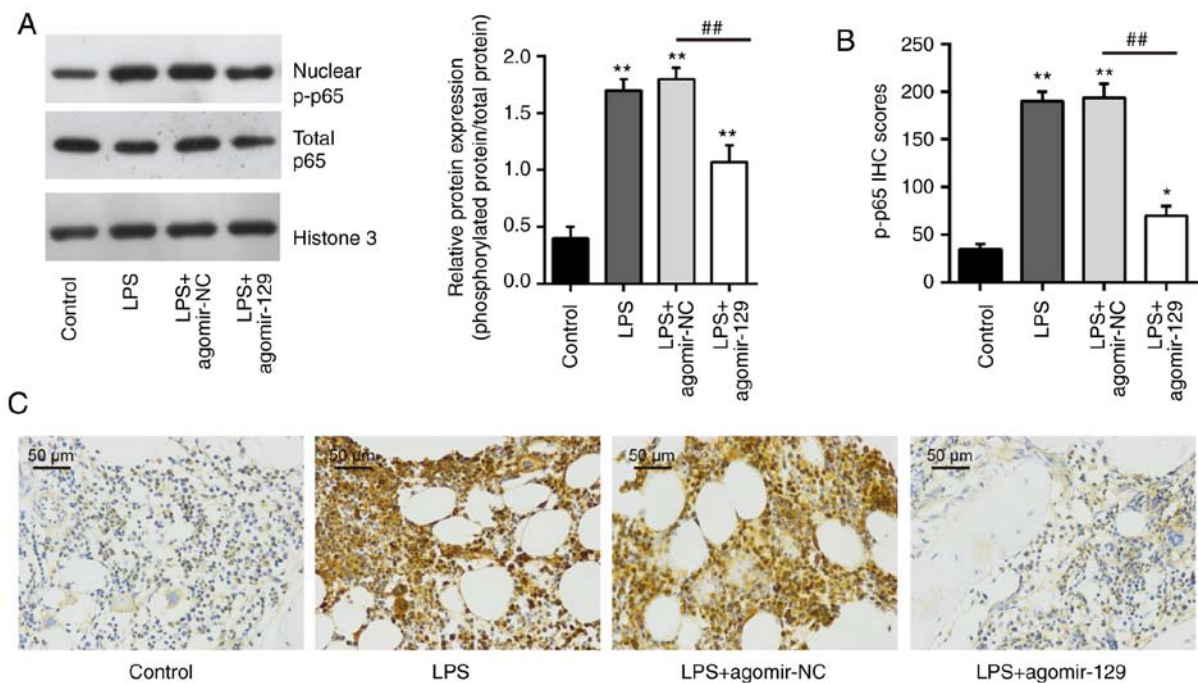 A
Nuclear
p-p65
Total
p65
Histone 3
Control
LPS
LPS+
agomir-NC
LPS+
agomir-129
Relative protein expression
(phosphorylated protein/total protein)
2.0
1.5
1.0
0.5
0.0
**
**
##
**
Control
LPS
LPS+
agomir-NC
LPS+
agomir-129
B
p-p65 IHC scores
250
200
150
100
50
0
**
**
##
*
Control
LPS
LPS+
agomir-NC
LPS+
agomir-129
C
50 µm
50 µm
50 µm
50 µm
Control
LPS
LPS+agomir-NC
LPS+agomir-129